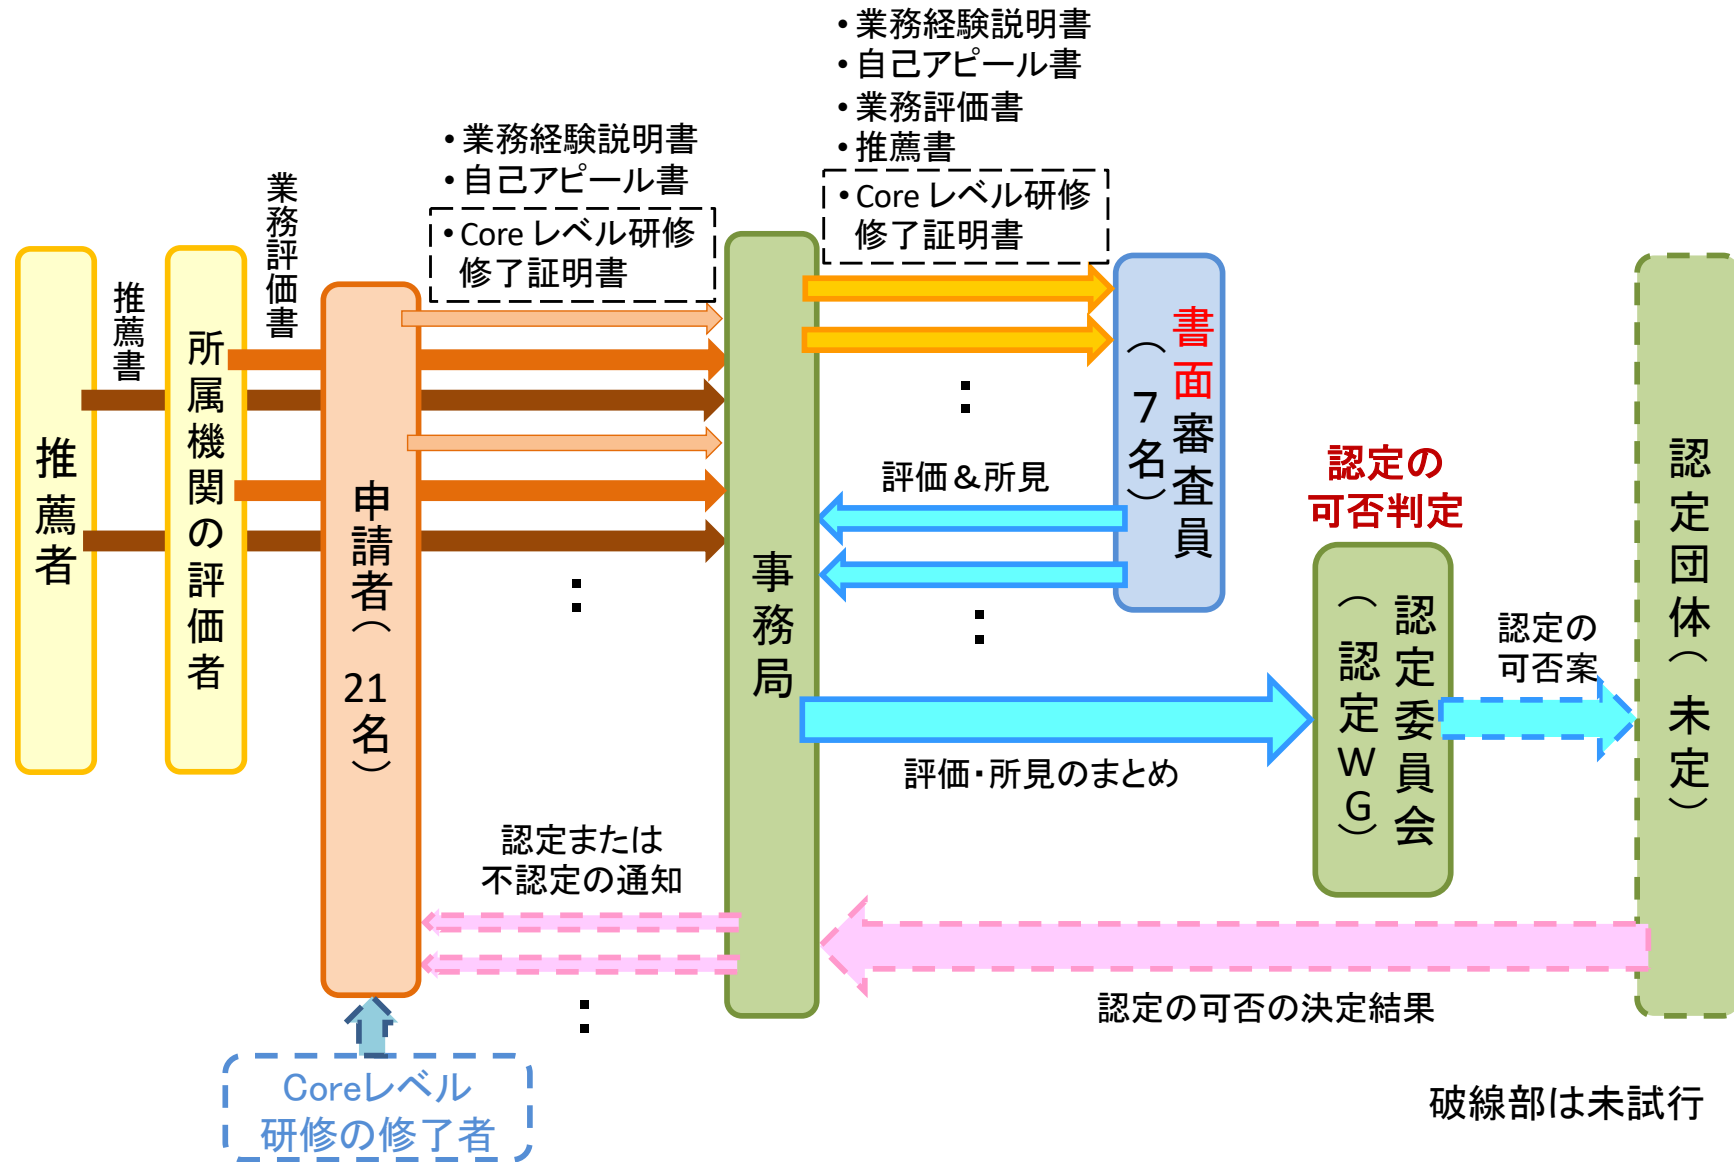 ・業務経験説明書
・自己アピール書
・業務評価書
・推薦書
・Core レベル研修
修了証明書
・業務経験説明書
・自己アピール書
・Core レベル研修
修了証明書
業務評価書
推薦書
推薦者
所属機関の評価者
申請者(21名)
事務局
書面審査員
(7名)
評価＆所見
認定の
可否判定
認定委員会
(認定WG)
認定の
可否案
認定団体(未定)
評価・所見のまとめ
認定または
不認定の通知
認定の可否の決定結果
Coreレベル
研修の修了者
破線部は未試行